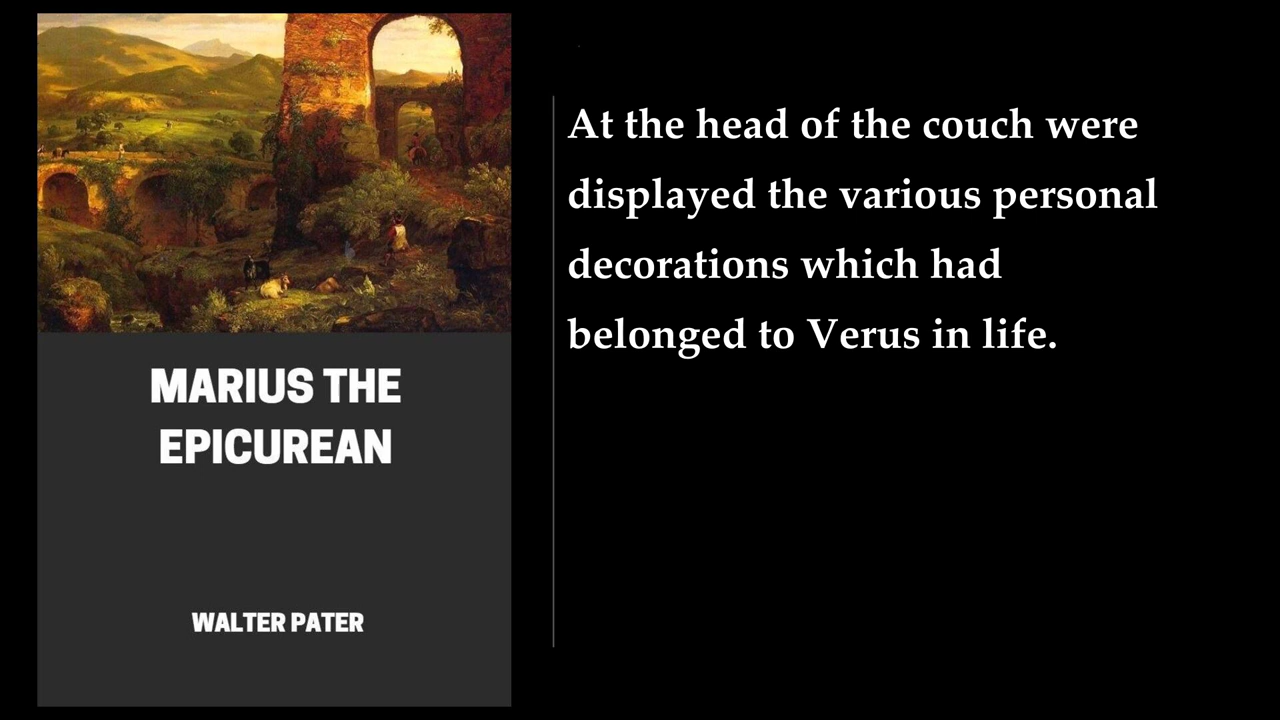 MARIUS THE
EPICUREAN
WALTER PATER
At the head of the couch were
displayed the various personal
decorations which had
belonged to Verus in life.